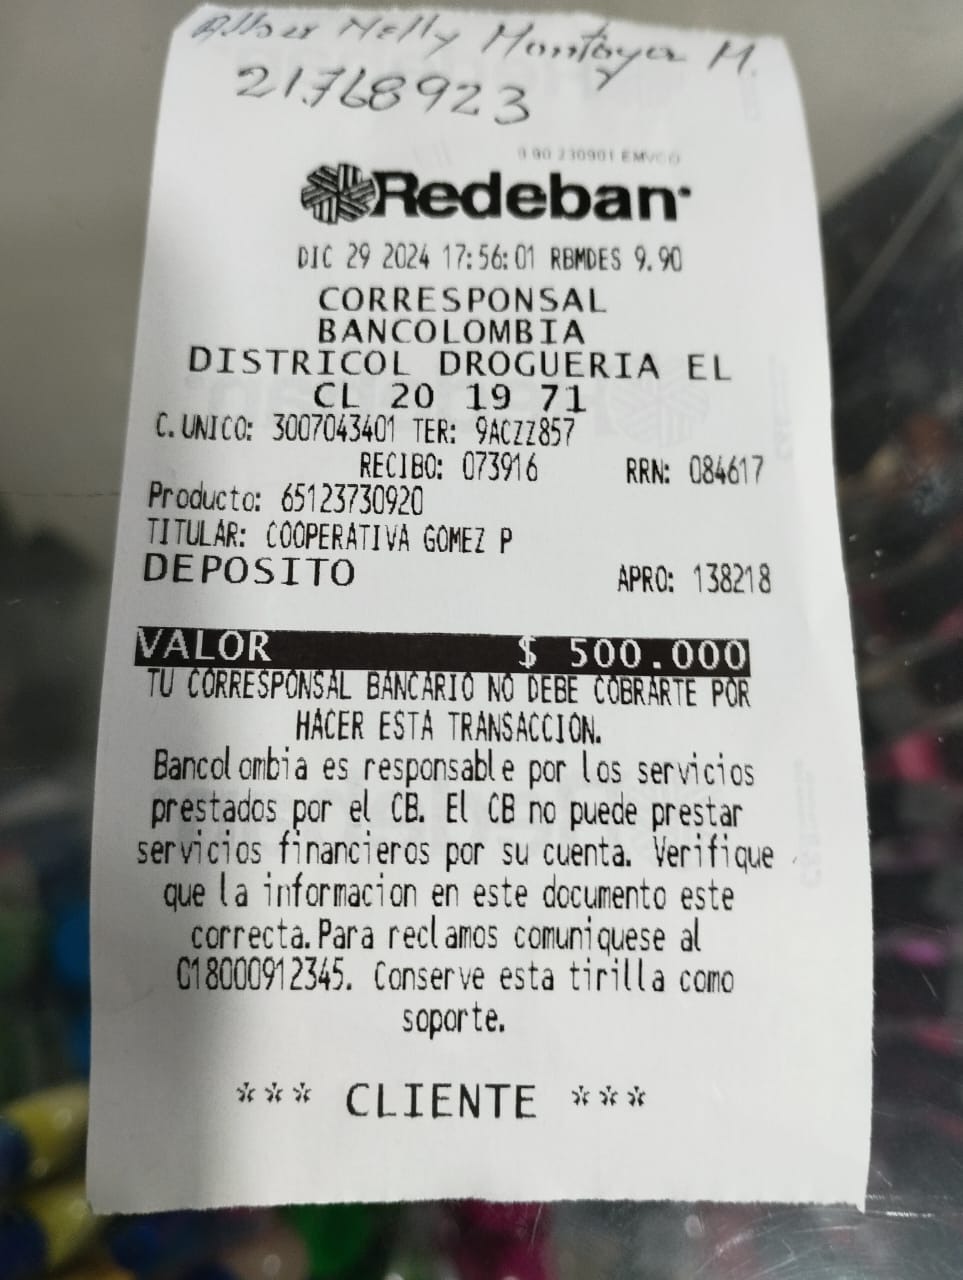 Nelly Montoya M.
21768923
9.90 230901 EMVCO
Redeban
DIC 29 2024 17:56:01 RBMDES 9.90
CORRESPONSAL
BANCOLOMBIA
DISTRICOL DROGUERIA EL
CL 20 19 71
C. UNICO: 3007043401 TER: 9ACZZ857
RECIBO: 073916 RRN: 084617
Producto: 65123730920
TITULAR: COOPERATIVA GOMEZ P
DEPOSITO APRO: 138218
VALOR $ 500.000
TU CORRESPONSAL BANCARIO NO DEBE COBRARTE POR
HACER ESTA TRANSACCION.
Bancolombia es responsable por los servicios
prestados por el CB. El CB no puede prestar
servicios financieros por su cuenta. Verifique
que la informacion en este documento este
correcta. Para reclamos comuniquese al
018000912345. Conserve esta tirilla como
soporte.
*** CLIENTE ***